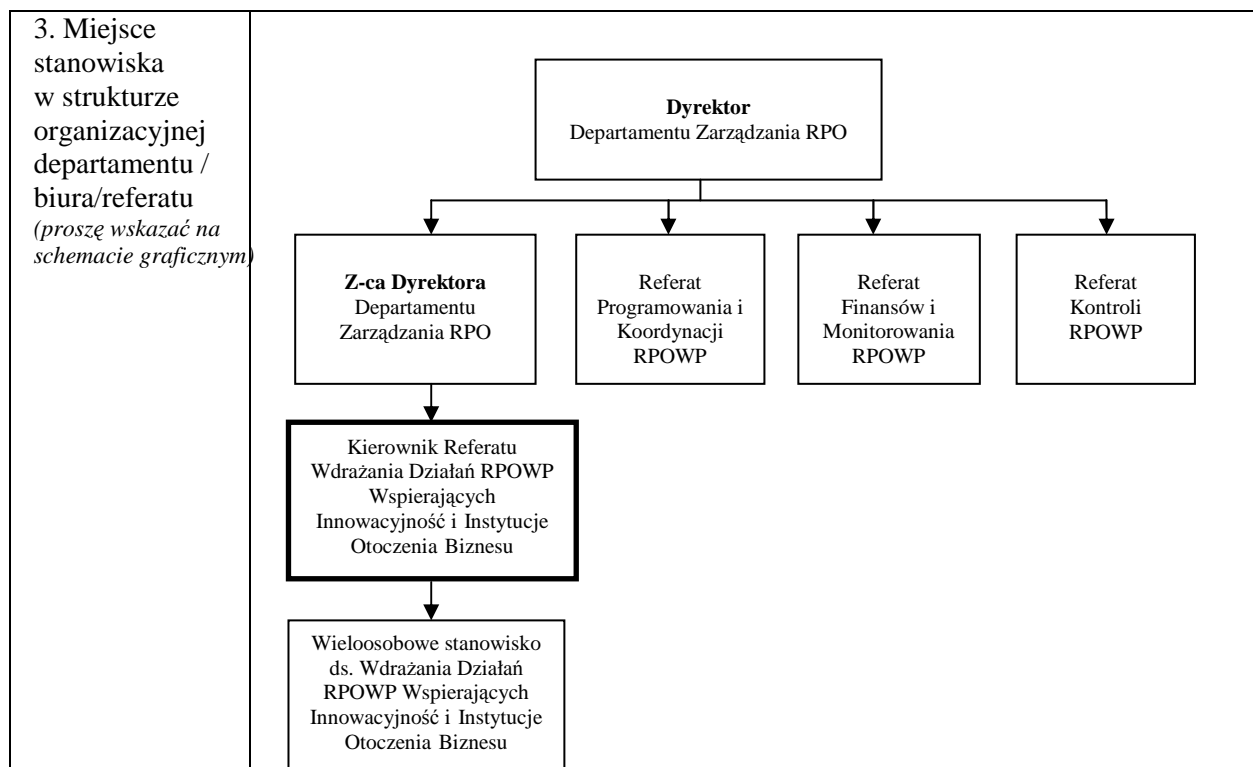 3. Miejsce
stanowiska
w strukturze
organizacyjnej
departamentu /
biura/referatu
(proszę wskazać na
schemacie graficznym)
Dyrektor
Departamentu Zarządzania RPO
Z-ca Dyrektora
Departamentu
Zarządzania RPO
Referat
Programowania i
Koordynacji
RPOWP
Referat
Finansów i
Monitorowania
RPOWP
Referat
Kontroli
RPOWP
Kierownik Referatu
Wdrażania Działań RPOWP
Wspierających
Innowacyjność i Instytucje
Otoczenia Biznesu
Wieloosobowe stanowisko
ds. Wdrażania Działań
RPOWP Wspierających
Innowacyjność i Instytucje
Otoczenia Biznesu